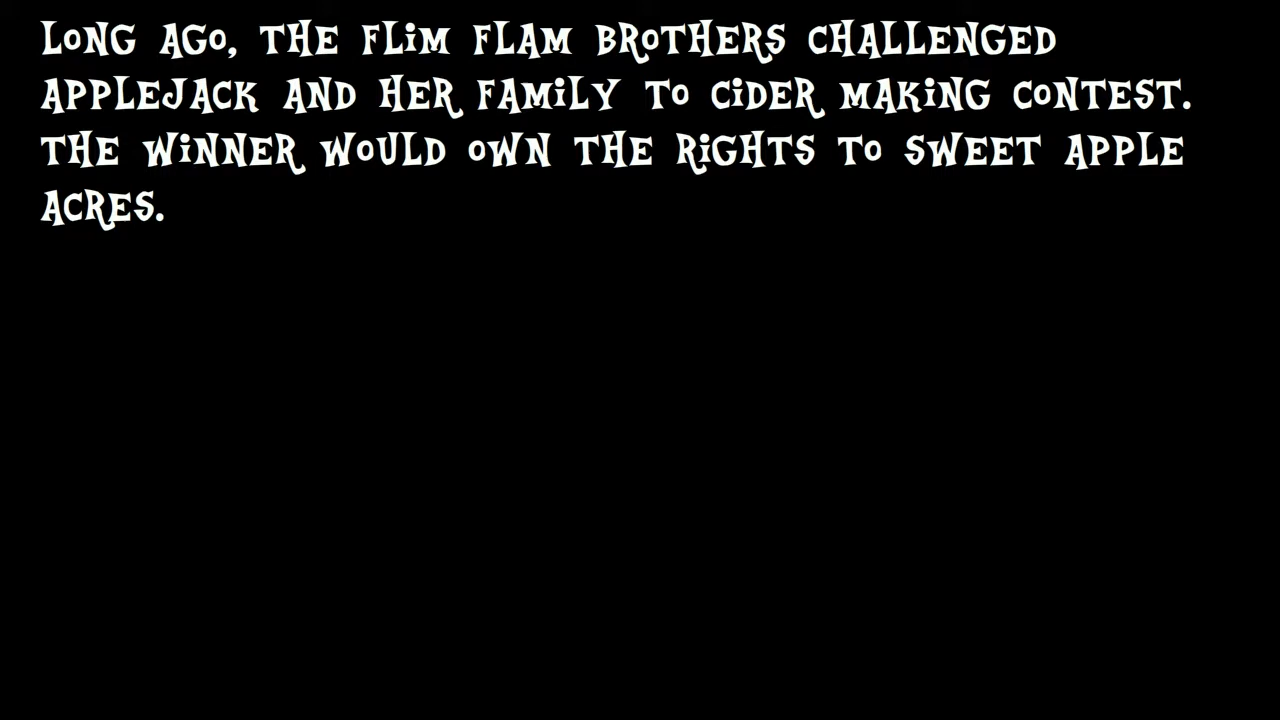 LONG AGO, THE FLIM FLAM BROTHERS CHALLENGED
APPLEJACK AND HER FAMILY TO CIDER MAKING CONTEST.
THE WINNER WOULD OWN THE RIGHTS TO SWEET APPLE
ACRES.